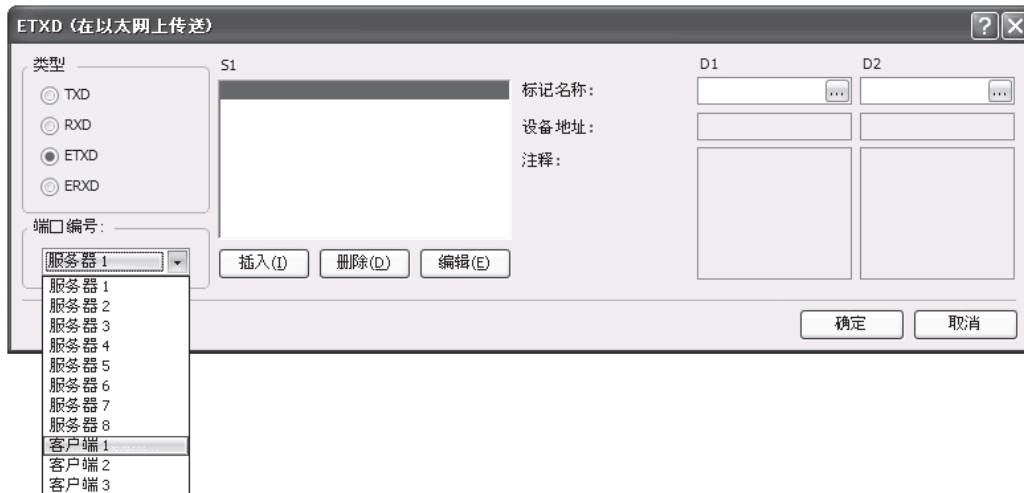 ETXD (在以太网上传送)
类型
TXD
RXD
ETXD
ERXD
端口编号:
服务器 1
服务器 1
服务器 2
服务器 3
服务器 4
服务器 5
服务器 6
服务器 7
服务器 8
客户端 1
客户端 2
客户端 3
S1
插入(I)
删除(D)
编辑(E)
D1
D2
标记名称:
...
...
设备地址:
注释:
确定
取消